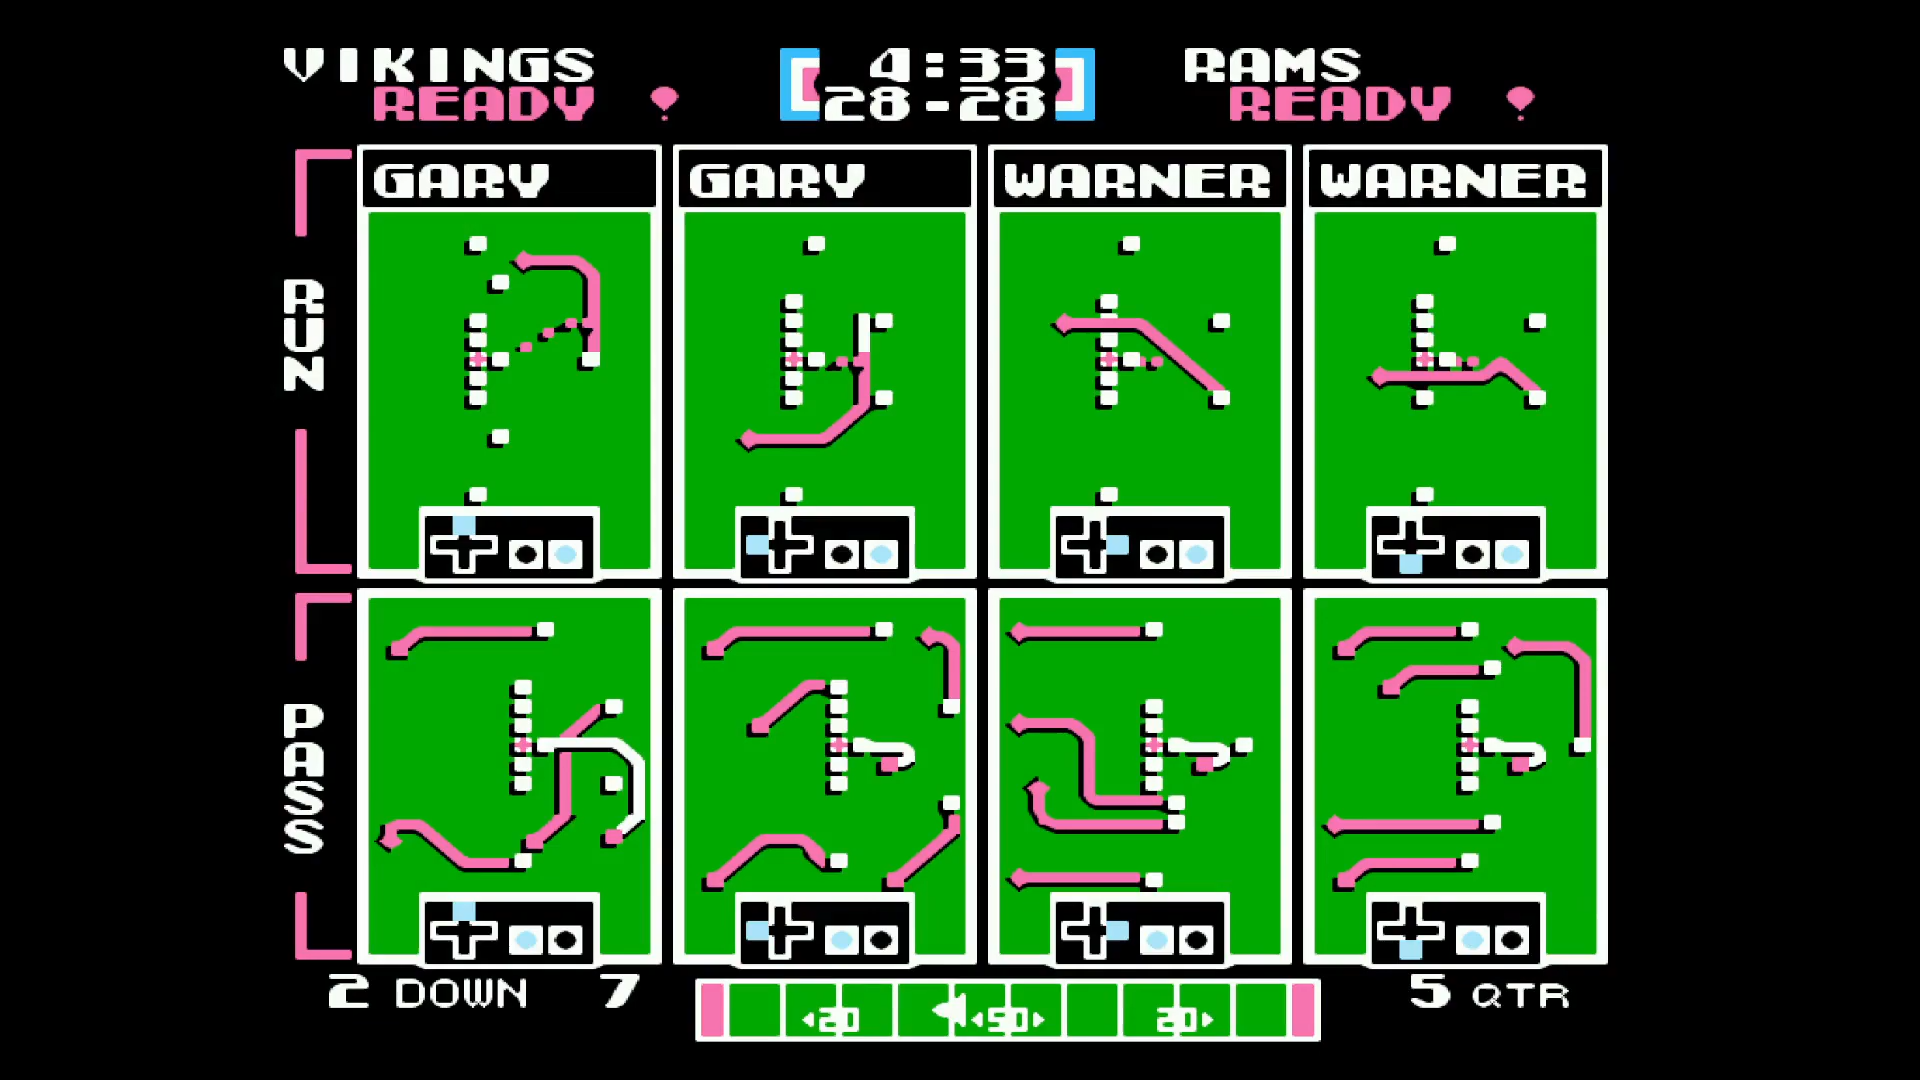 VIKINGS 4:33 RAMS
READY 28-28 READY
GARY GARY WARNER WARNER
RUN
PASS
2 DOWN 7 5 QTR
20 50 20